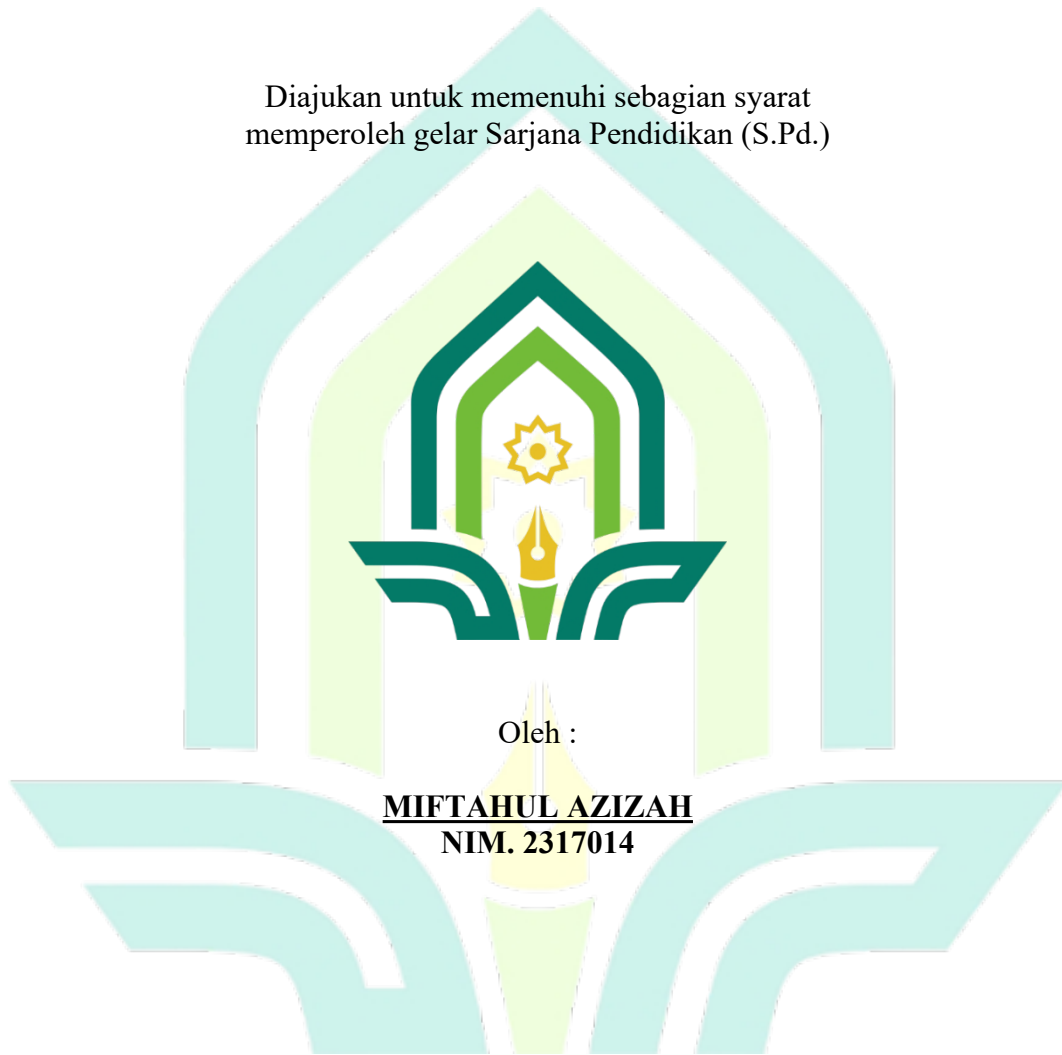 Diajukan untuk memenuhi sebagian syarat
memperoleh gelar Sarjana Pendidikan (S.Pd.)
Oleh :
MIFTAHUL AZIZAH
NIM. 2317014